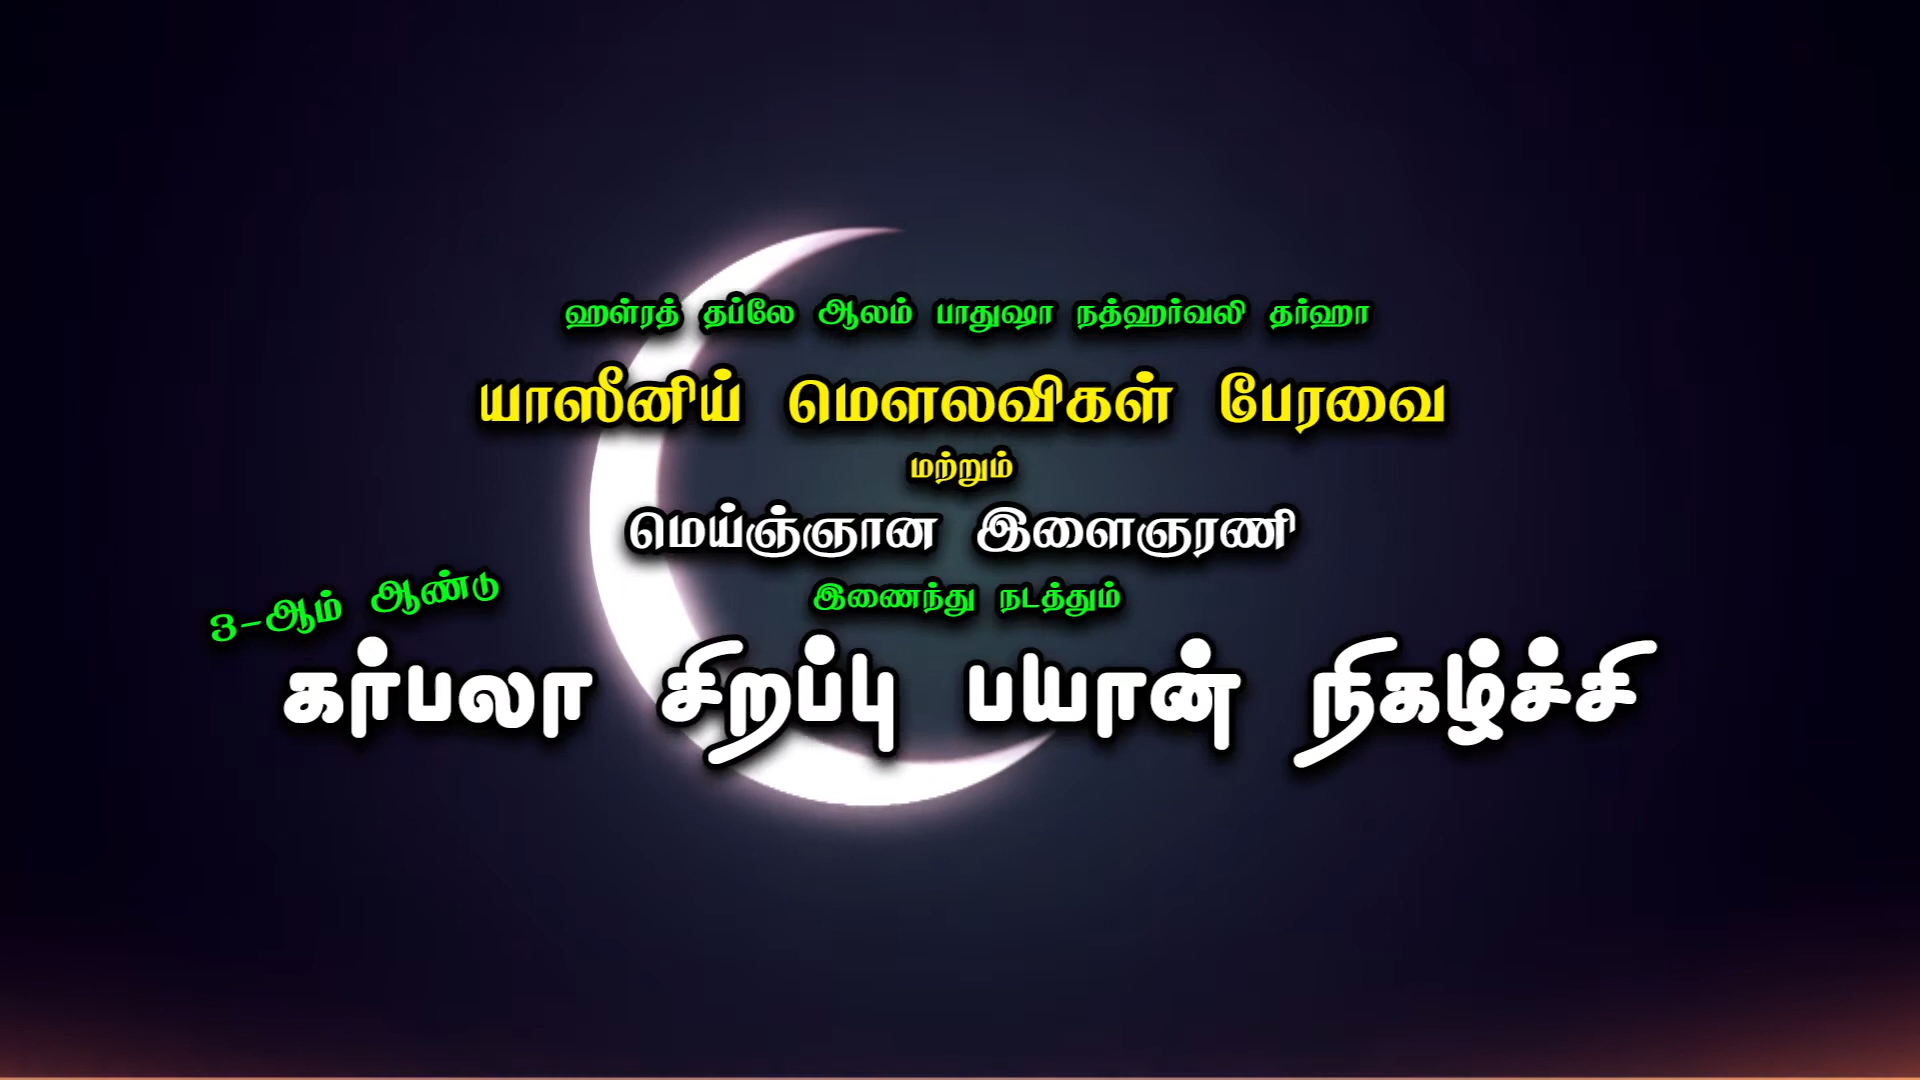 ஹள்ரத் தப்லே ஆலம் பாதுஷா நத்ஹர்வலி தர்ஹா
யாஸீனிய் மௌலவிகள் பேரவை
மற்றும்
மெய்ஞ்ஞான இளைஞரணி
இணைந்து நடத்தும்
3-ஆம் ஆண்டு
கர்பலா சிறப்பு பயான் நிகழ்ச்சி